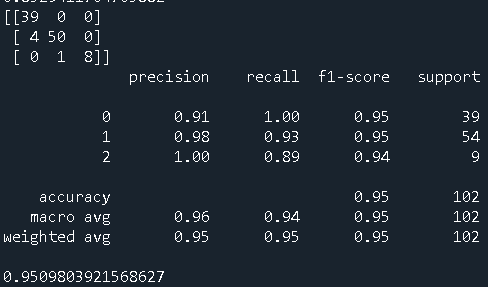 [[39 0 0]
[ 4 50 0]
[ 0 1 8]]
precision recall f1-score support
0 0.91 1.00 0.95 39
1 0.98 0.93 0.95 54
2 1.00 0.89 0.94 9
accuracy 0.95 102
macro avg 0.96 0.94 0.95 102
weighted avg 0.95 0.95 0.95 102
0.9509803921568627